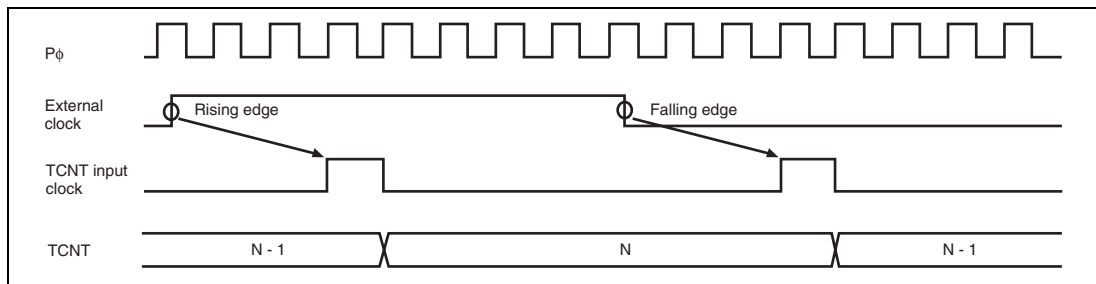 Pϕ
External
clock
Rising edge
Falling edge
TCNT input
clock
TCNT
N - 1
N
N - 1